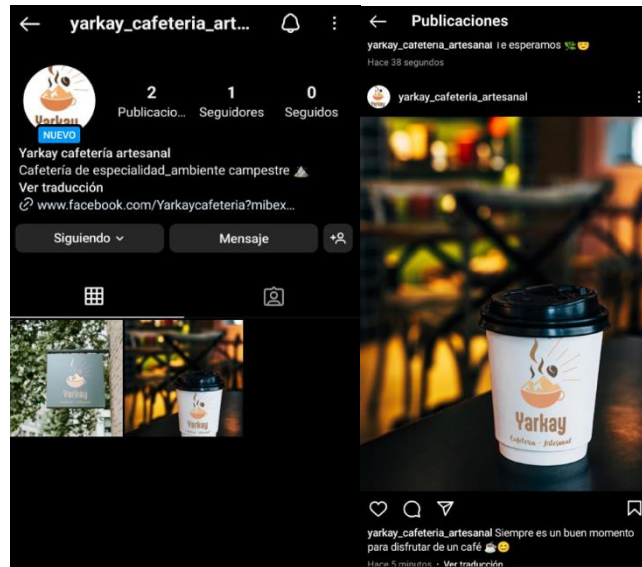 yarkay_cafeteria_art...
2
1
0
Publicacio...
Seguidores
Seguidos
Yarkay
NUEVO
Yarkay cafetería artesanal
Cafetería de especialidad_ambiente campestre
Ver traducción
www.facebook.com/Yarkaycafeteria?mibex...
Siguiendo
Mensaje
Yarkay
Yarkay
Publicaciones
yarkay_cafeteria_artesanal Te esperamos
Hace 38 segundos
yarkay_cafeteria_artesanal
Yarkay
Cafetería - Artesanal
yarkay_cafeteria_artesanal Siempre es un buen momento
para disfrutar de un café
Hace 5 minutos · Ver traducción